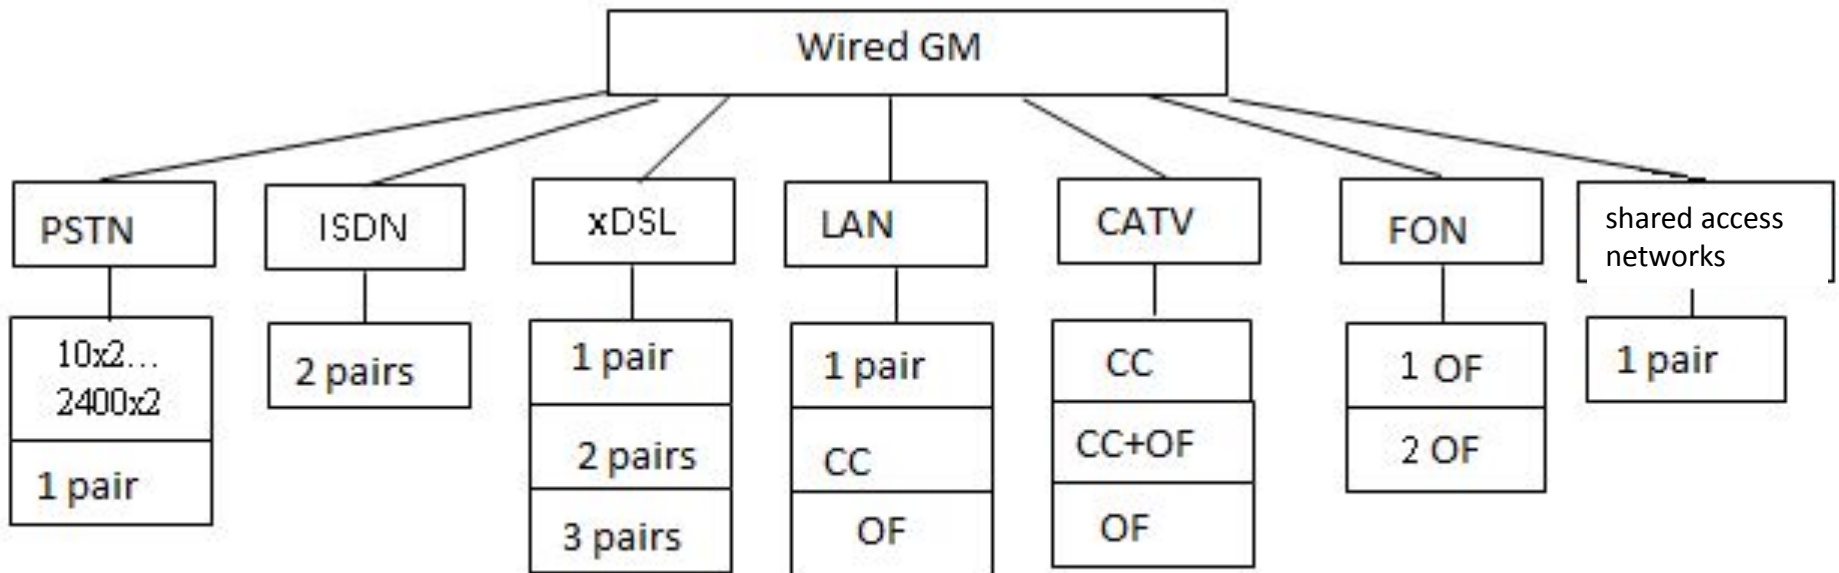 Wired GM
PSTN
ISDN
xDSL
LAN
CATV
FON
shared access
networks
10x2...
2400x2
1 pair
2 pairs
1 pair
2 pairs
3 pairs
1 pair
CC
OF
CC
CC+OF
OF
1 OF
2 OF
1 pair